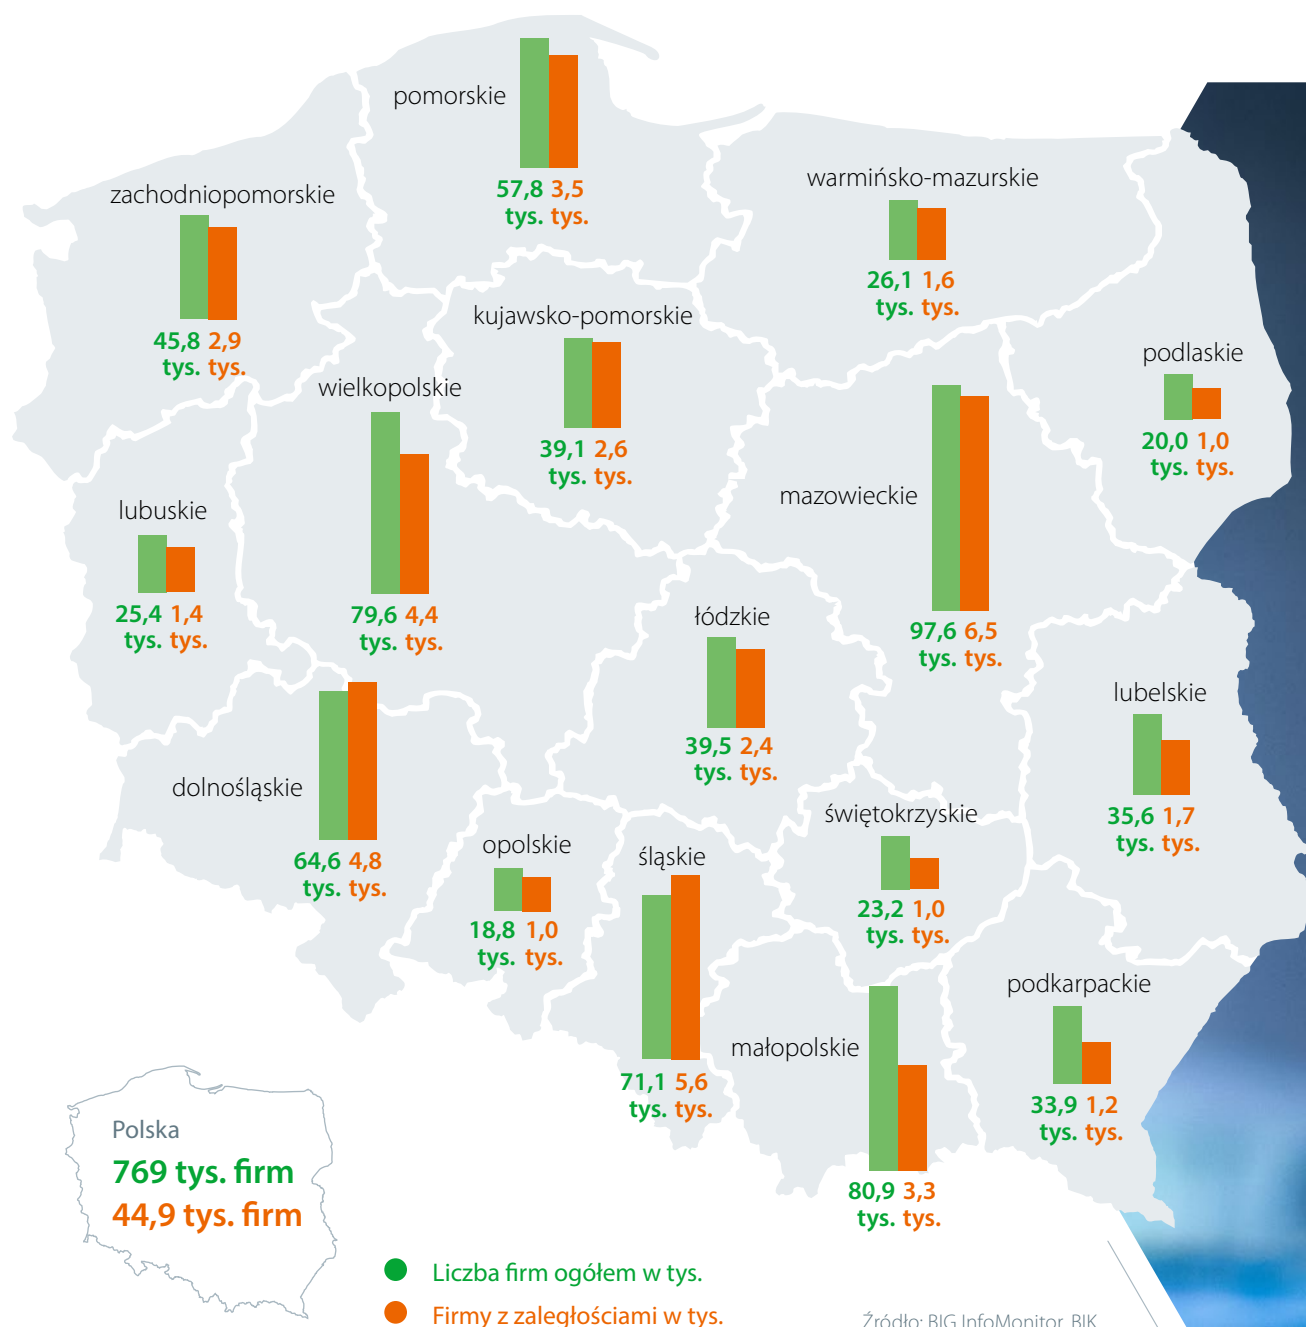 pomorskie
57,8 3,5
tys. tys.
zachodniopomorskie
45,8 2,9
tys. tys.
warmińsko-mazurskie
26,1 1,6
tys. tys.
kujawsko-pomorskie
39,1 2,6
tys. tys.
podlaskie
20,0 1,0
tys. tys.
wielkopolskie
79,6 4,4
tys. tys.
mazowieckie
97,6 6,5
tys. tys.
lubuskie
25,4 1,4
tys. tys.
łódzkie
39,5 2,4
tys. tys.
lubelskie
35,6 1,7
tys. tys.
dolnośląskie
64,6 4,8
tys. tys.
opolskie
18,8 1,0
tys. tys.
śląskie
71,1 5,6
tys. tys.
świętokrzyskie
23,2 1,0
tys. tys.
małopolskie
80,9 3,3
tys. tys.
podkarpackie
33,9 1,2
tys. tys.
Polska
769 tys. firm
44,9 tys. firm
Liczba firm ogółem w tys.
Firmy z zaległościami w tys.
Źródło: BIG InfoMonitor, BIK